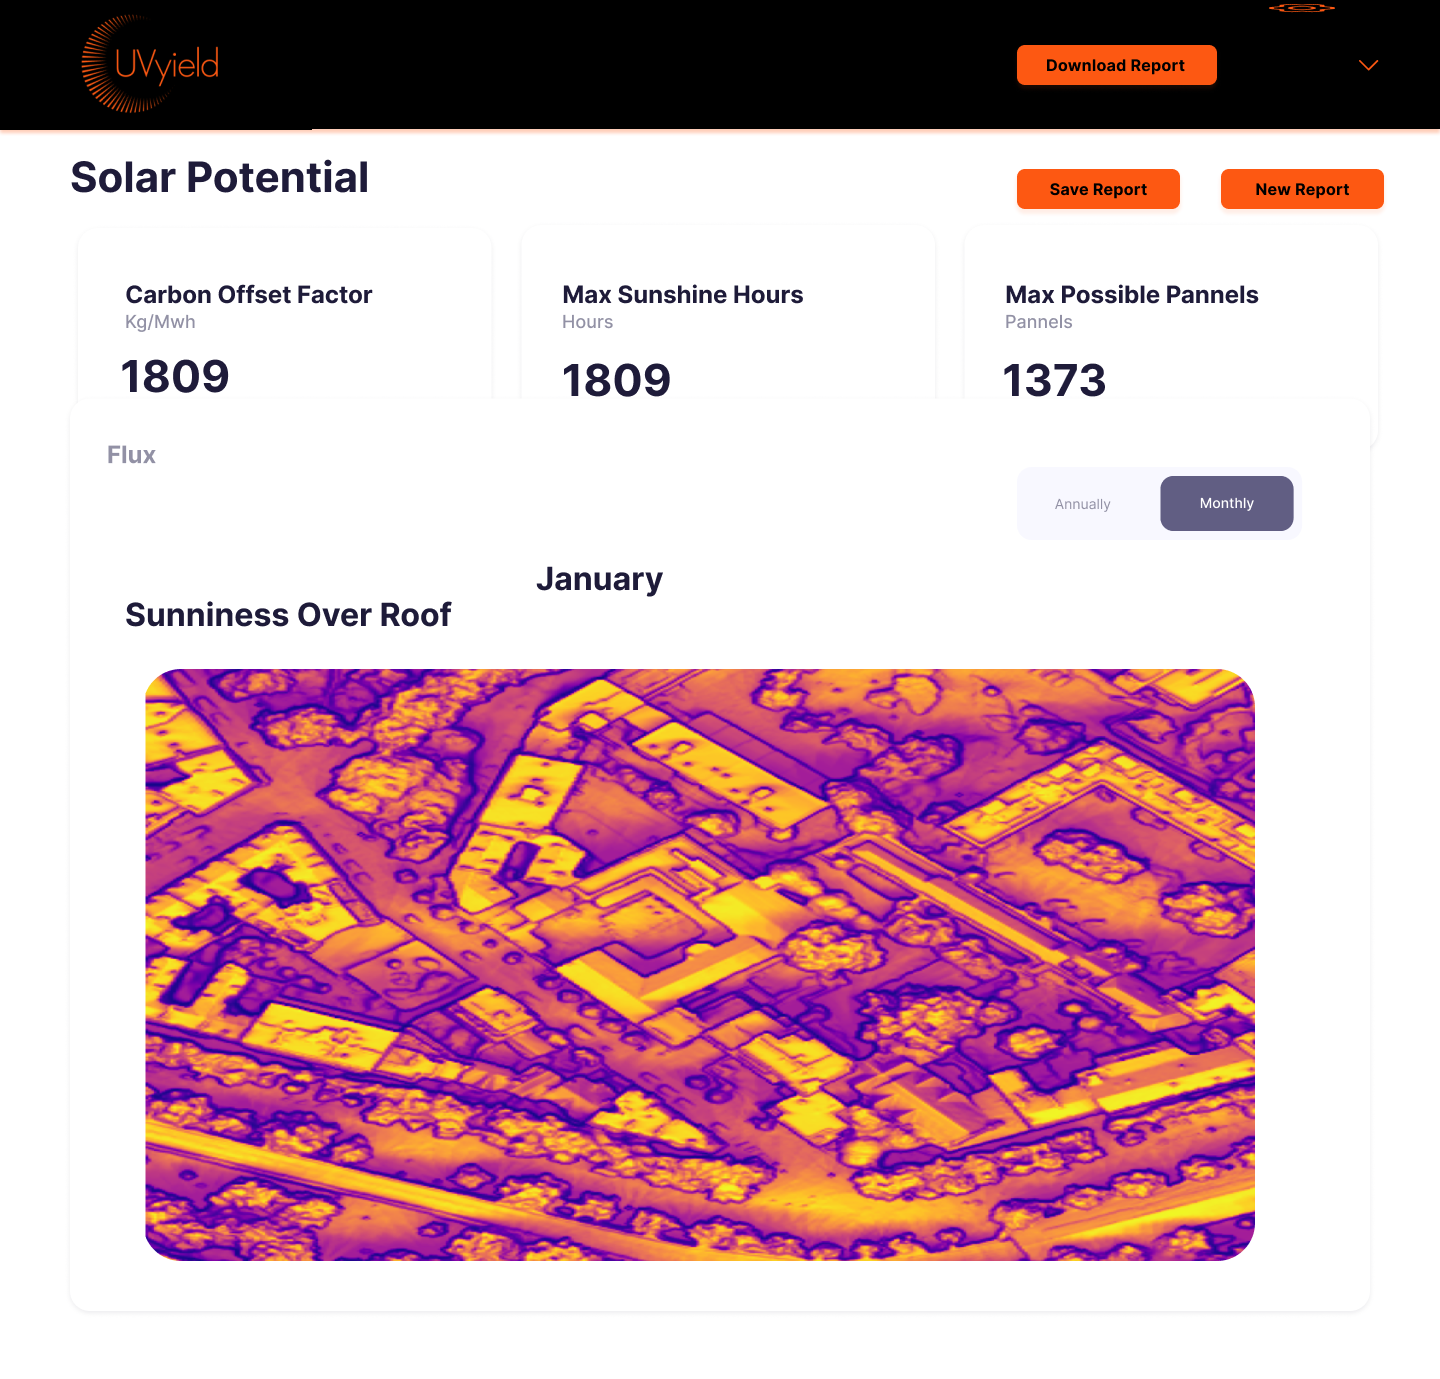 UVyield
Download Report
Solar Potential
Save Report
New Report
Carbon Offset Factor
Kg/Mwh
1809
Max Sunshine Hours
Hours
1809
Max Possible Pannels
Pannels
1373
Flux
Annually
Monthly
January
Sunniness Over Roof